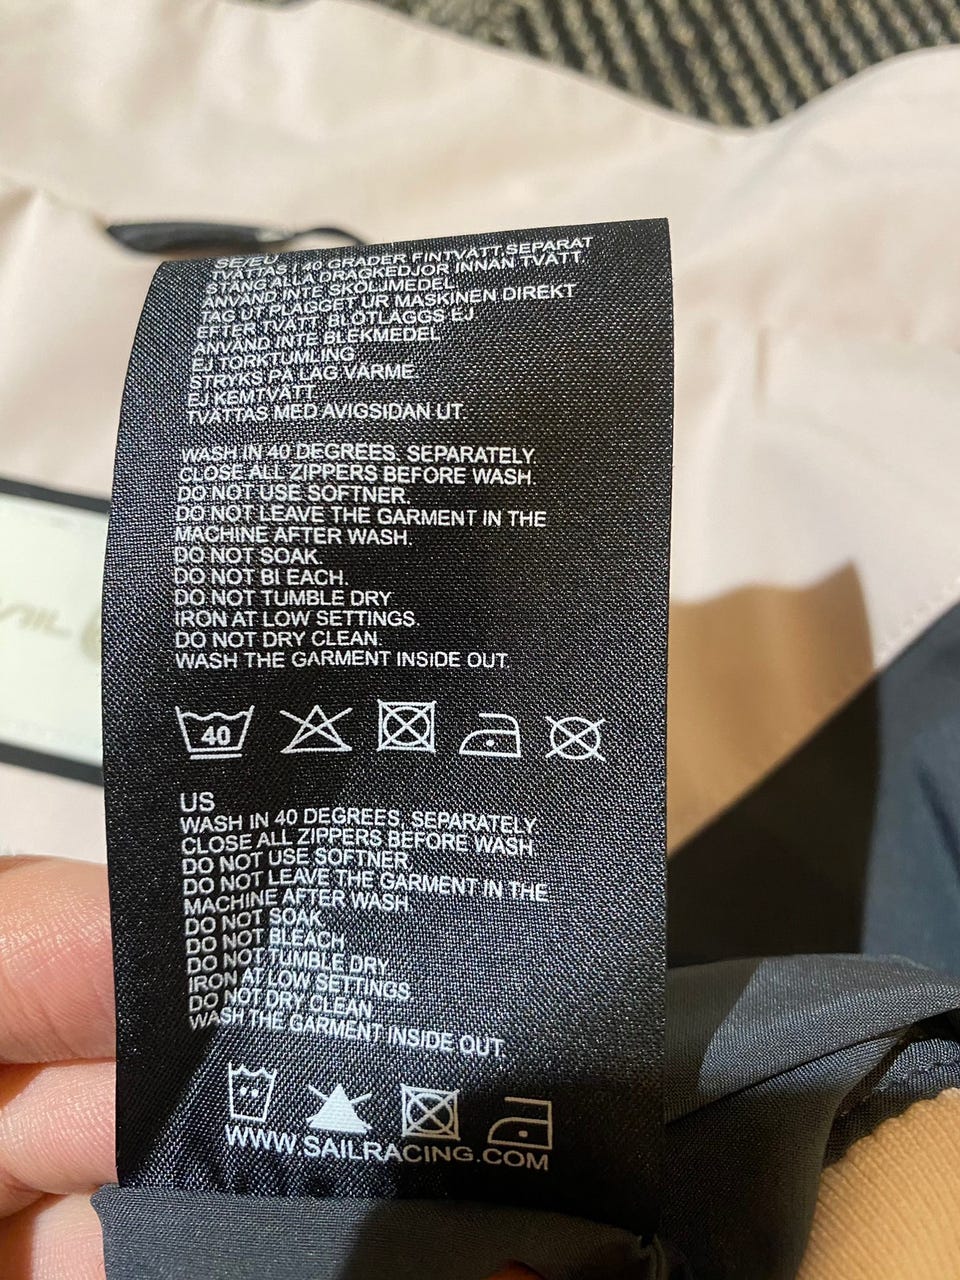 SE/EU
TVÄTTAS I 40 GRADER FINTVÄTT, SEPARAT
STÄNG ALLA DRAGKEDJOR INNAN TVÄTT
ANVÄND INTE SKÖLJMEDEL
TAG UT PLAGGET UR MASKINEN DIREKT
EFTER TVÄTT. BLÖTLÄGGS EJ
ANVÄND INTE BLEKMEDEL
EJ TORKTUMLING
STRYKS PÅ LÅG VÄRME.
EJ KEMTVÄTT
TVÄTTAS MED AVIGSIDAN UT.
WASH IN 40 DEGREES, SEPARATELY.
CLOSE ALL ZIPPERS BEFORE WASH.
DO NOT USE SOFTNER.
DO NOT LEAVE THE GARMENT IN THE
MACHINE AFTER WASH.
DO NOT SOAK.
DO NOT BLEACH.
DO NOT TUMBLE DRY
IRON AT LOW SETTINGS.
DO NOT DRY CLEAN.
WASH THE GARMENT INSIDE OUT.
40
US
WASH IN 40 DEGREES, SEPARATELY
CLOSE ALL ZIPPERS BEFORE WASH
DO NOT USE SOFTNER
DO NOT LEAVE THE GARMENT IN THE
MACHINE AFTER WASH
DO NOT SOAK
DO NOT BLEACH
DO NOT TUMBLE DRY
IRON AT LOW SETTINGS
DO NOT DRY CLEAN
WASH THE GARMENT INSIDE OUT.
WWW.SAILRACING.COM